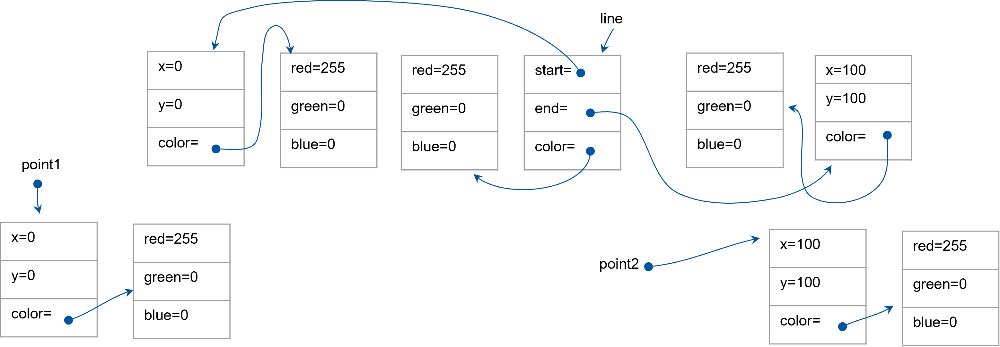 line
x=0
y=0
color=
red=255
green=0
blue=0
red=255
green=0
blue=0
start=
end=
color=
red=255
green=0
blue=0
x=100
y=100
color=
point1
x=0
y=0
color=
red=255
green=0
blue=0
point2
x=100
y=100
color=
red=255
green=0
blue=0